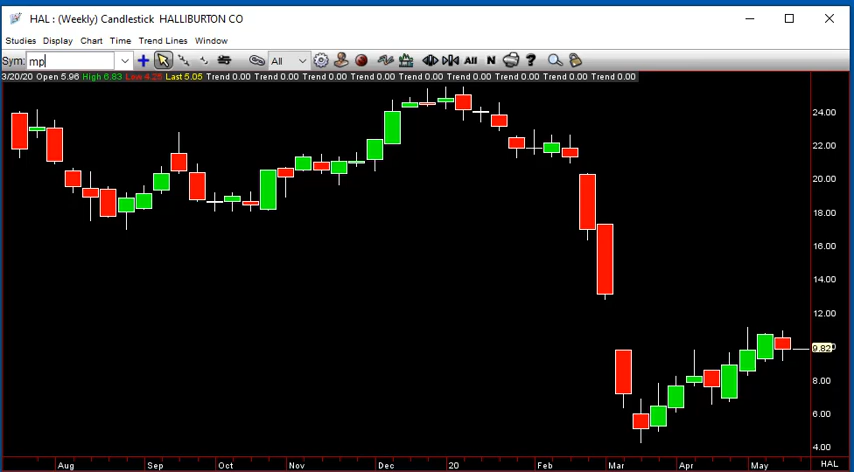 HAL : (Weekly) Candlestick HALLIBURTON CO
Studies Display Chart Time Trend Lines Window
Sym: mp All All N ?
3/20/20 Open 5.96 High 6.83 Low 4.25 Last 5.05 Trend 0.00 Trend 0.00 Trend 0.00 Trend 0.00 Trend 0.00 Trend 0.00 Trend 0.00 Trend 0.00 Trend 0.00
24.00
22.00
20.00
18.00
16.00
14.00
12.00
9.82
8.00
6.00
4.00
Aug Sep Oct Nov Dec 20 Feb Mar Apr May HAL